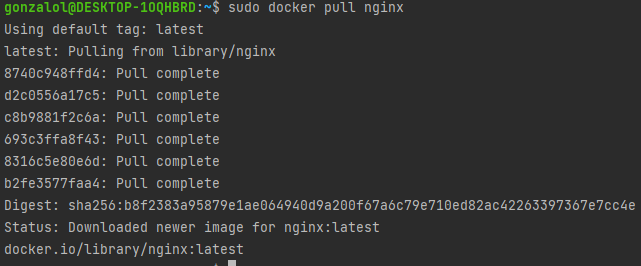 gonzalol@DESKTOP-1OQHBRD:~$ sudo docker pull nginx
Using default tag: latest
latest: Pulling from library/nginx
8740c948ffd4: Pull complete
d2c0556a17c5: Pull complete
c8b9881f2c6a: Pull complete
693c3ffa8f43: Pull complete
8316c5e80e6d: Pull complete
b2fe3577faa4: Pull complete
Digest: sha256:b8f2383a95879e1ae064940d9a200f67a6c79e710ed82ac42263397367e7cc4e
Status: Downloaded newer image for nginx:latest
docker.io/library/nginx:latest